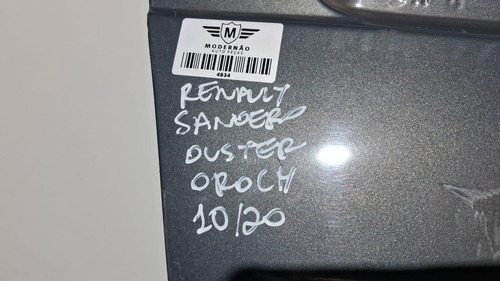 M
MODERNÃO
AUTO PEÇAS
4934
RENAULT
SANDERO
DUSTER
OROCH
10/20